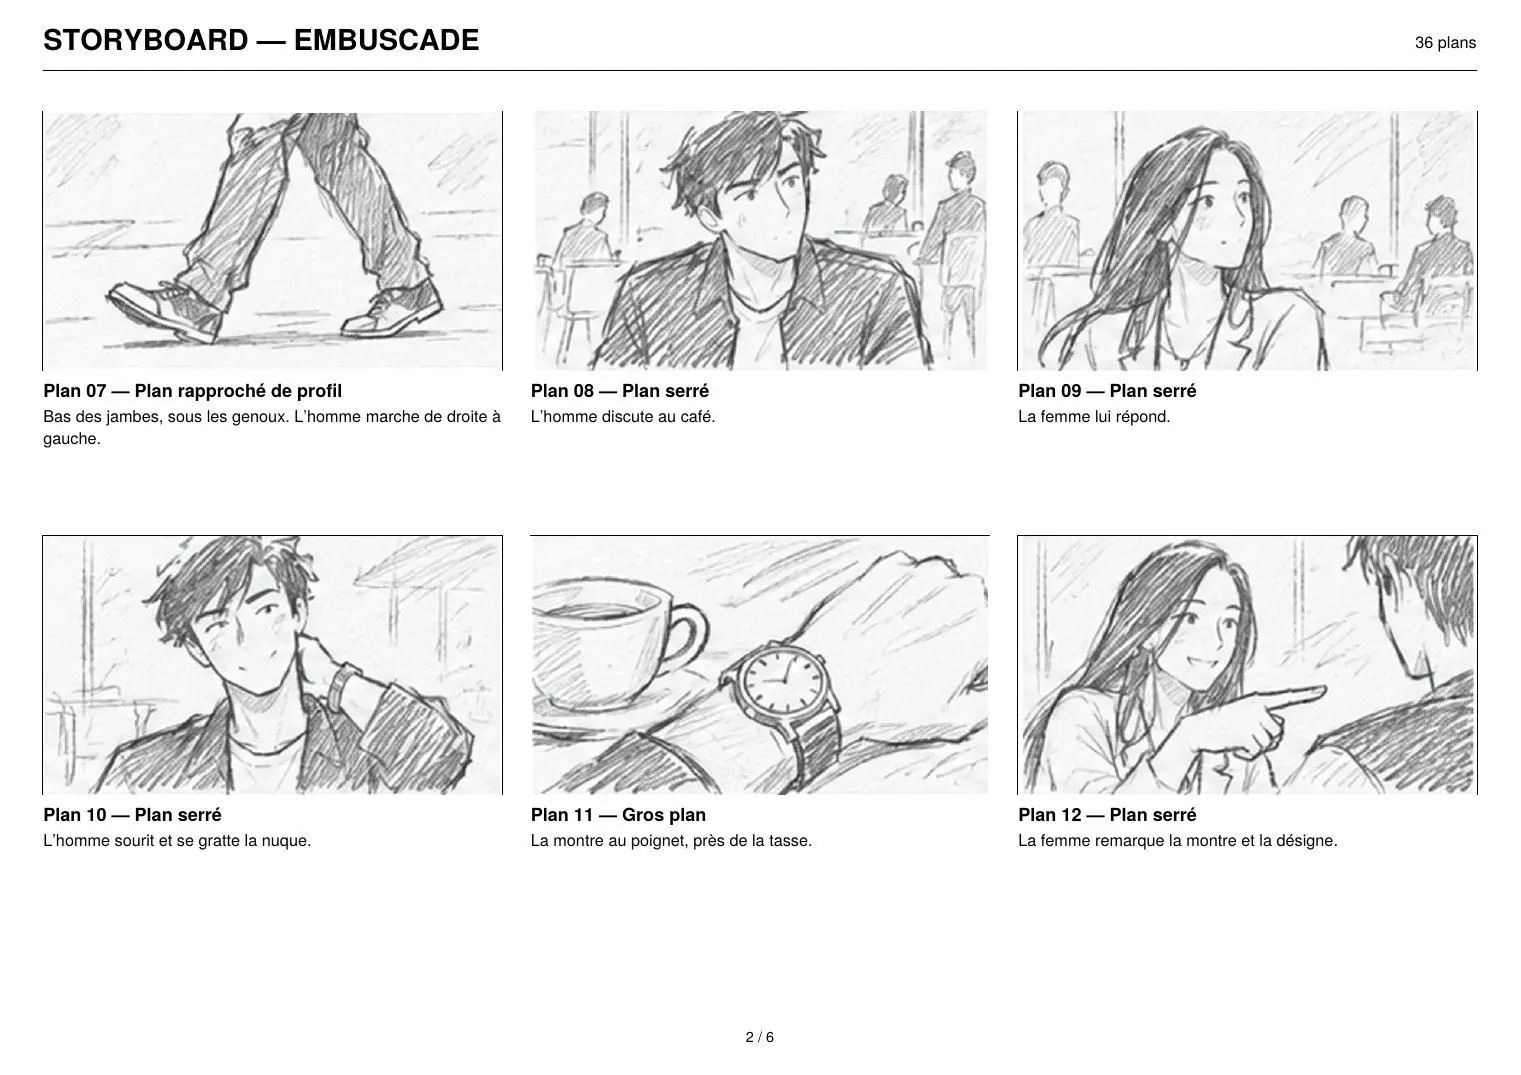 STORYBOARD — EMBUSCADE
36 plans
Plan 07 — Plan rapproché de profil
Bas des jambes, sous les genoux. L’homme marche de droite à
gauche.
Plan 08 — Plan serré
L’homme discute au café.
Plan 09 — Plan serré
La femme lui répond.
Plan 10 — Plan serré
L’homme sourit et se gratte la nuque.
Plan 11 — Gros plan
La montre au poignet, près de la tasse.
Plan 12 — Plan serré
La femme remarque la montre et la désigne.
2 / 6